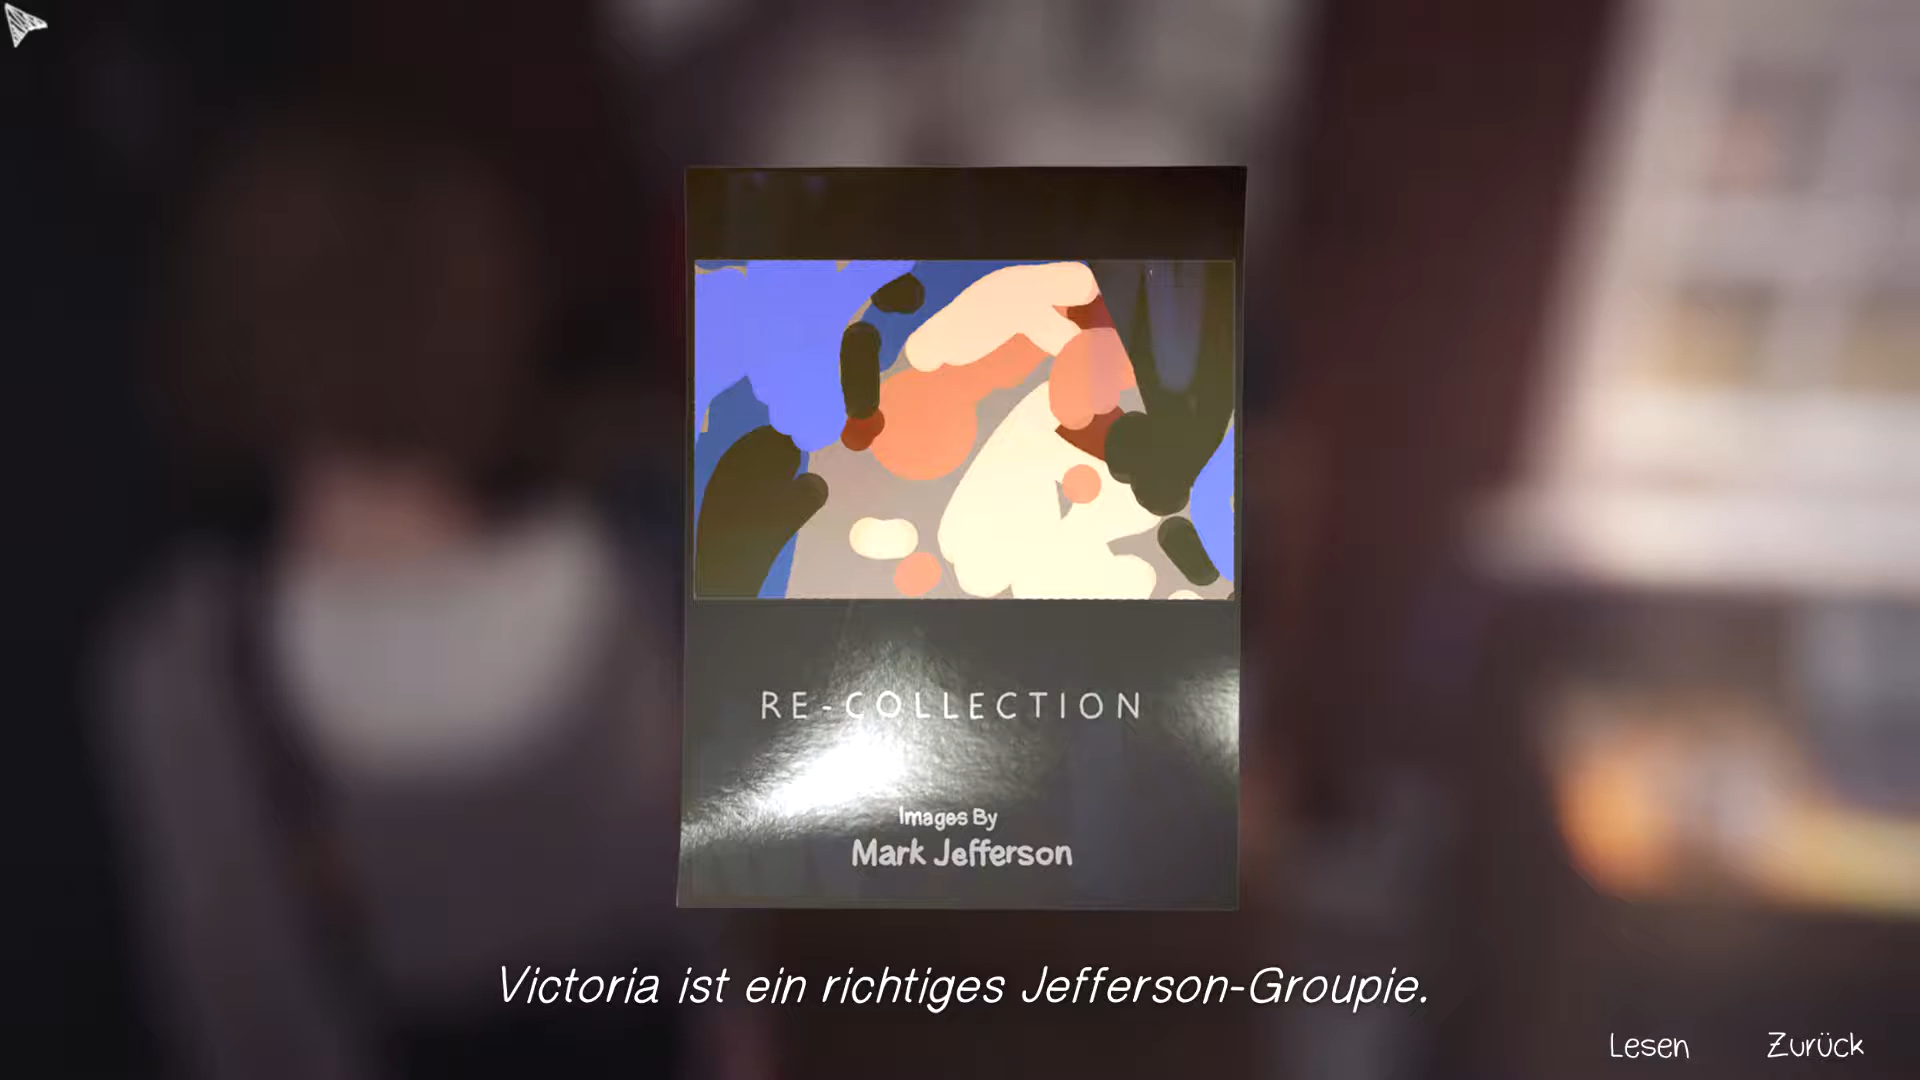 RE-COLLECTION
Images By
Mark Jefferson
Victoria ist ein richtiges Jefferson-Groupie.
Lesen Zurück